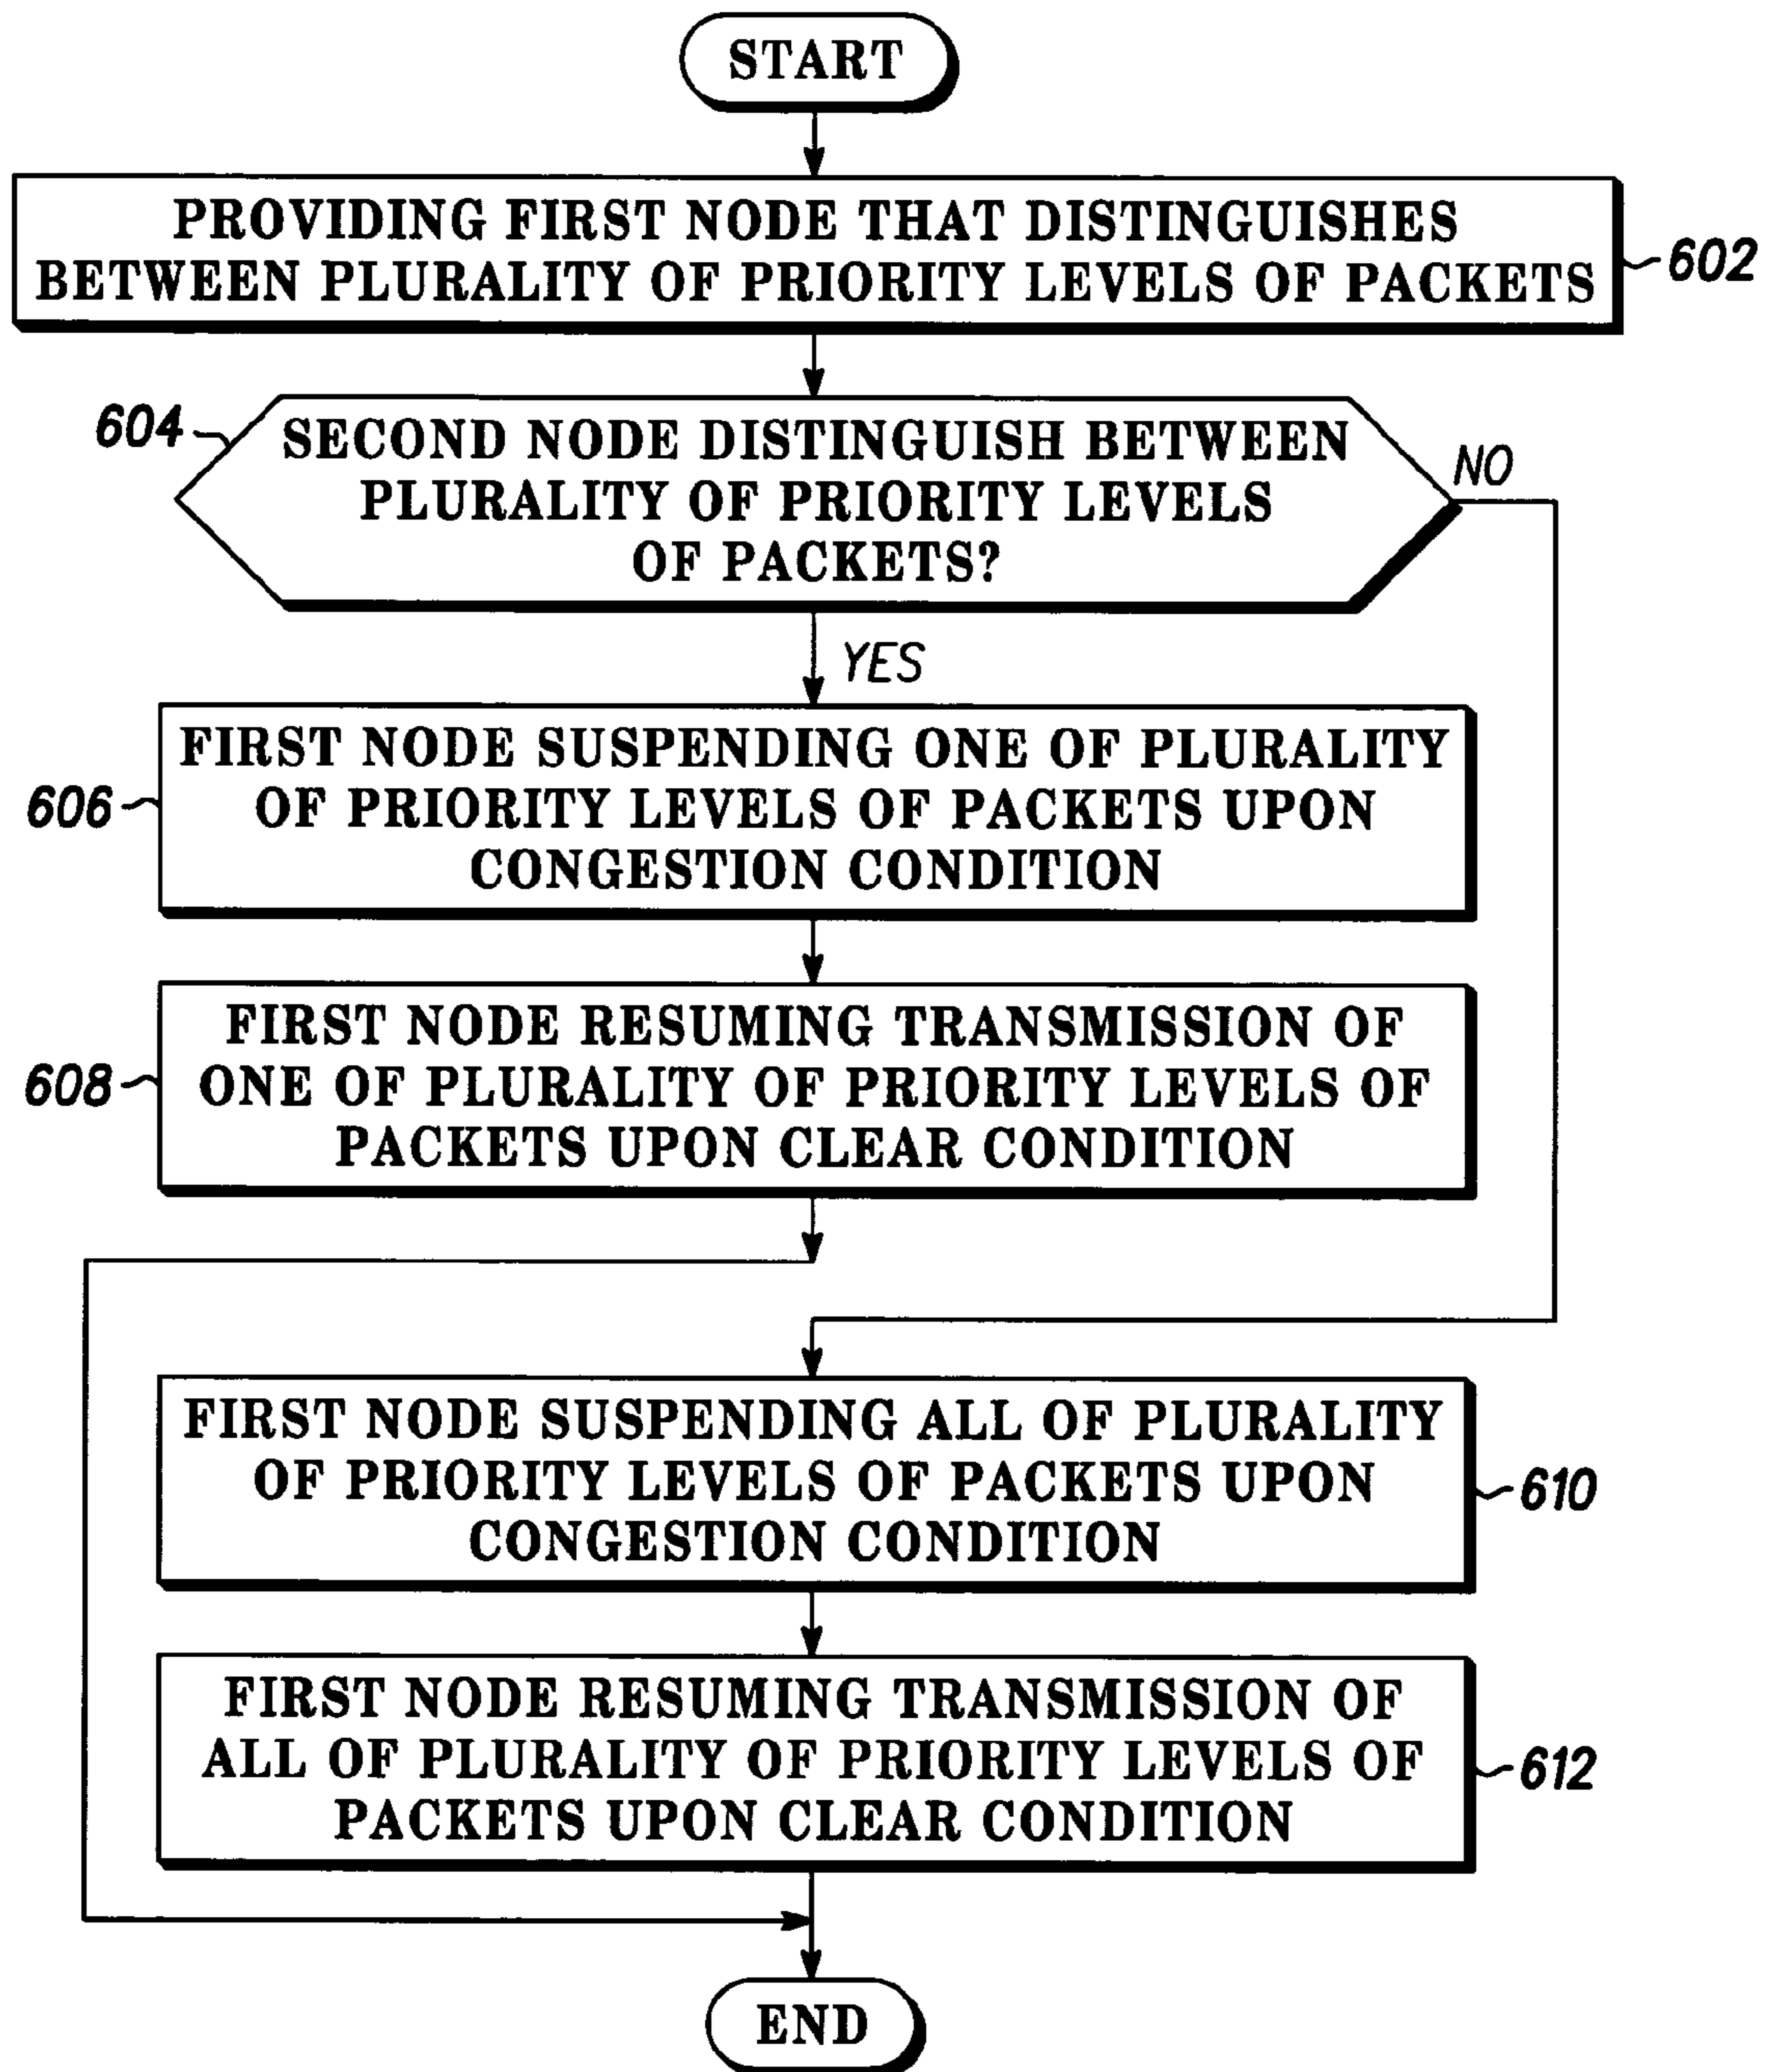 START
PROVIDING FIRST NODE THAT DISTINGUISHES
BETWEEN PLURALITY OF PRIORITY LEVELS OF PACKETS
602
604
SECOND NODE DISTINGUISH BETWEEN
PLURALITY OF PRIORITY LEVELS
OF PACKETS?
NO
YES
FIRST NODE SUSPENDING ONE OF PLURALITY
OF PRIORITY LEVELS OF PACKETS UPON
CONGESTION CONDITION
606
FIRST NODE RESUMING TRANSMISSION OF
ONE OF PLURALITY OF PRIORITY LEVELS OF
PACKETS UPON CLEAR CONDITION
608
FIRST NODE SUSPENDING ALL OF PLURALITY
OF PRIORITY LEVELS OF PACKETS UPON
CONGESTION CONDITION
610
FIRST NODE RESUMING TRANSMISSION OF
ALL OF PLURALITY OF PRIORITY LEVELS OF
PACKETS UPON CLEAR CONDITION
612
END